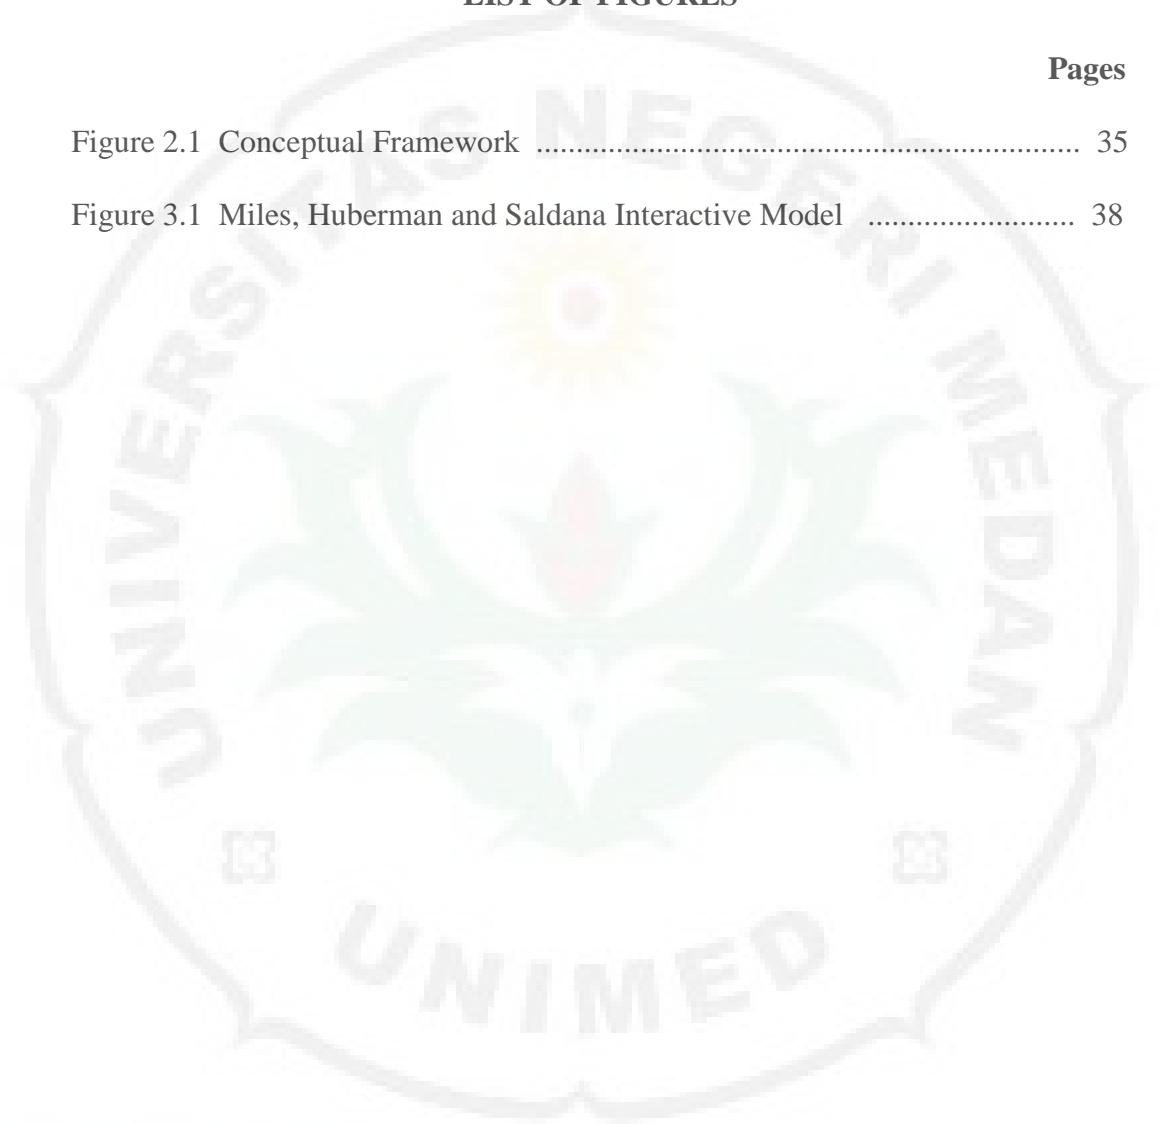 LIST OF FIGURES
Pages
Figure 2.1 Conceptual Framework .................................................................... 35
Figure 3.1 Miles, Huberman and Saldana Interactive Model .......................... 38
UNIVERSITAS NEGERI MEDAN
UNIMED